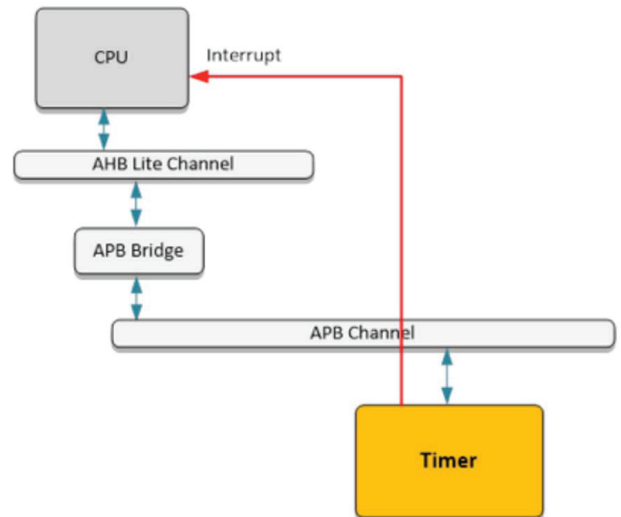 CPU
Interrupt
AHB Lite Channel
APB Bridge
APB Channel
Timer